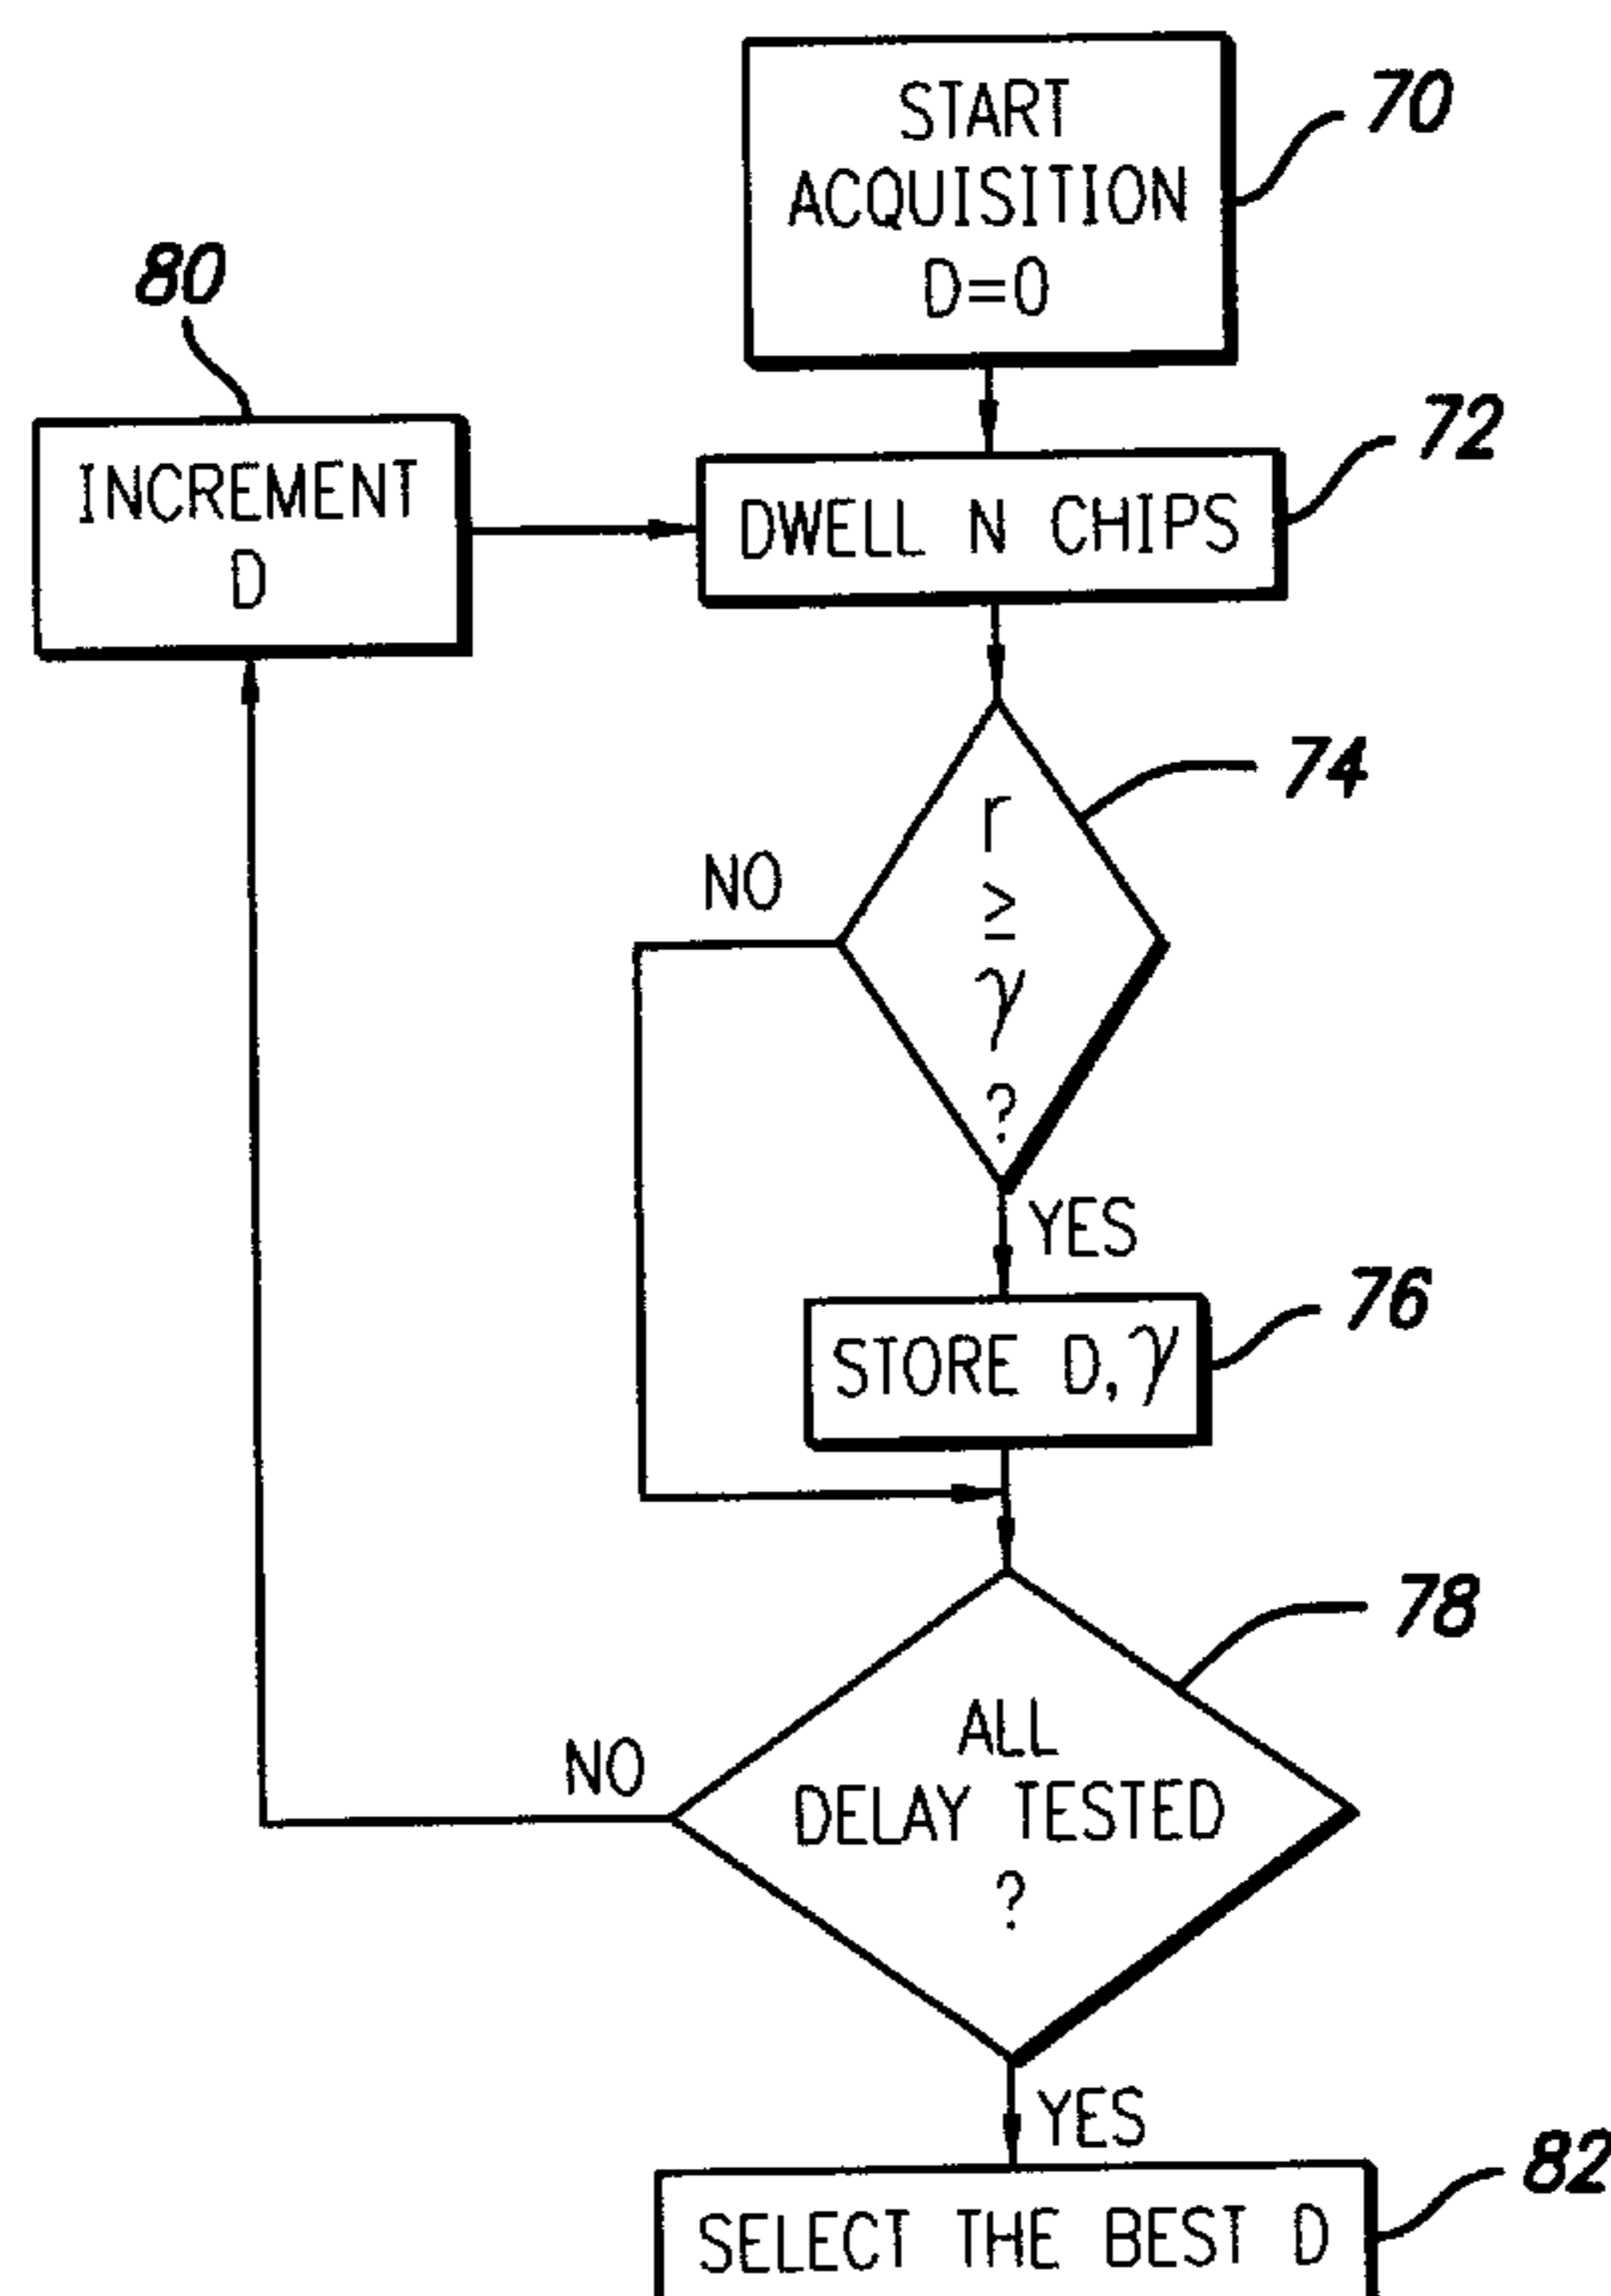 START
ACQUISITION
D=0
70
80
INCREMENT
D
DWELL N CHIPS
72
r
≥
γ
?
74
NO
YES
STORE D,γ
76
ALL
DELAY TESTED
?
78
NO
YES
SELECT THE BEST D
82